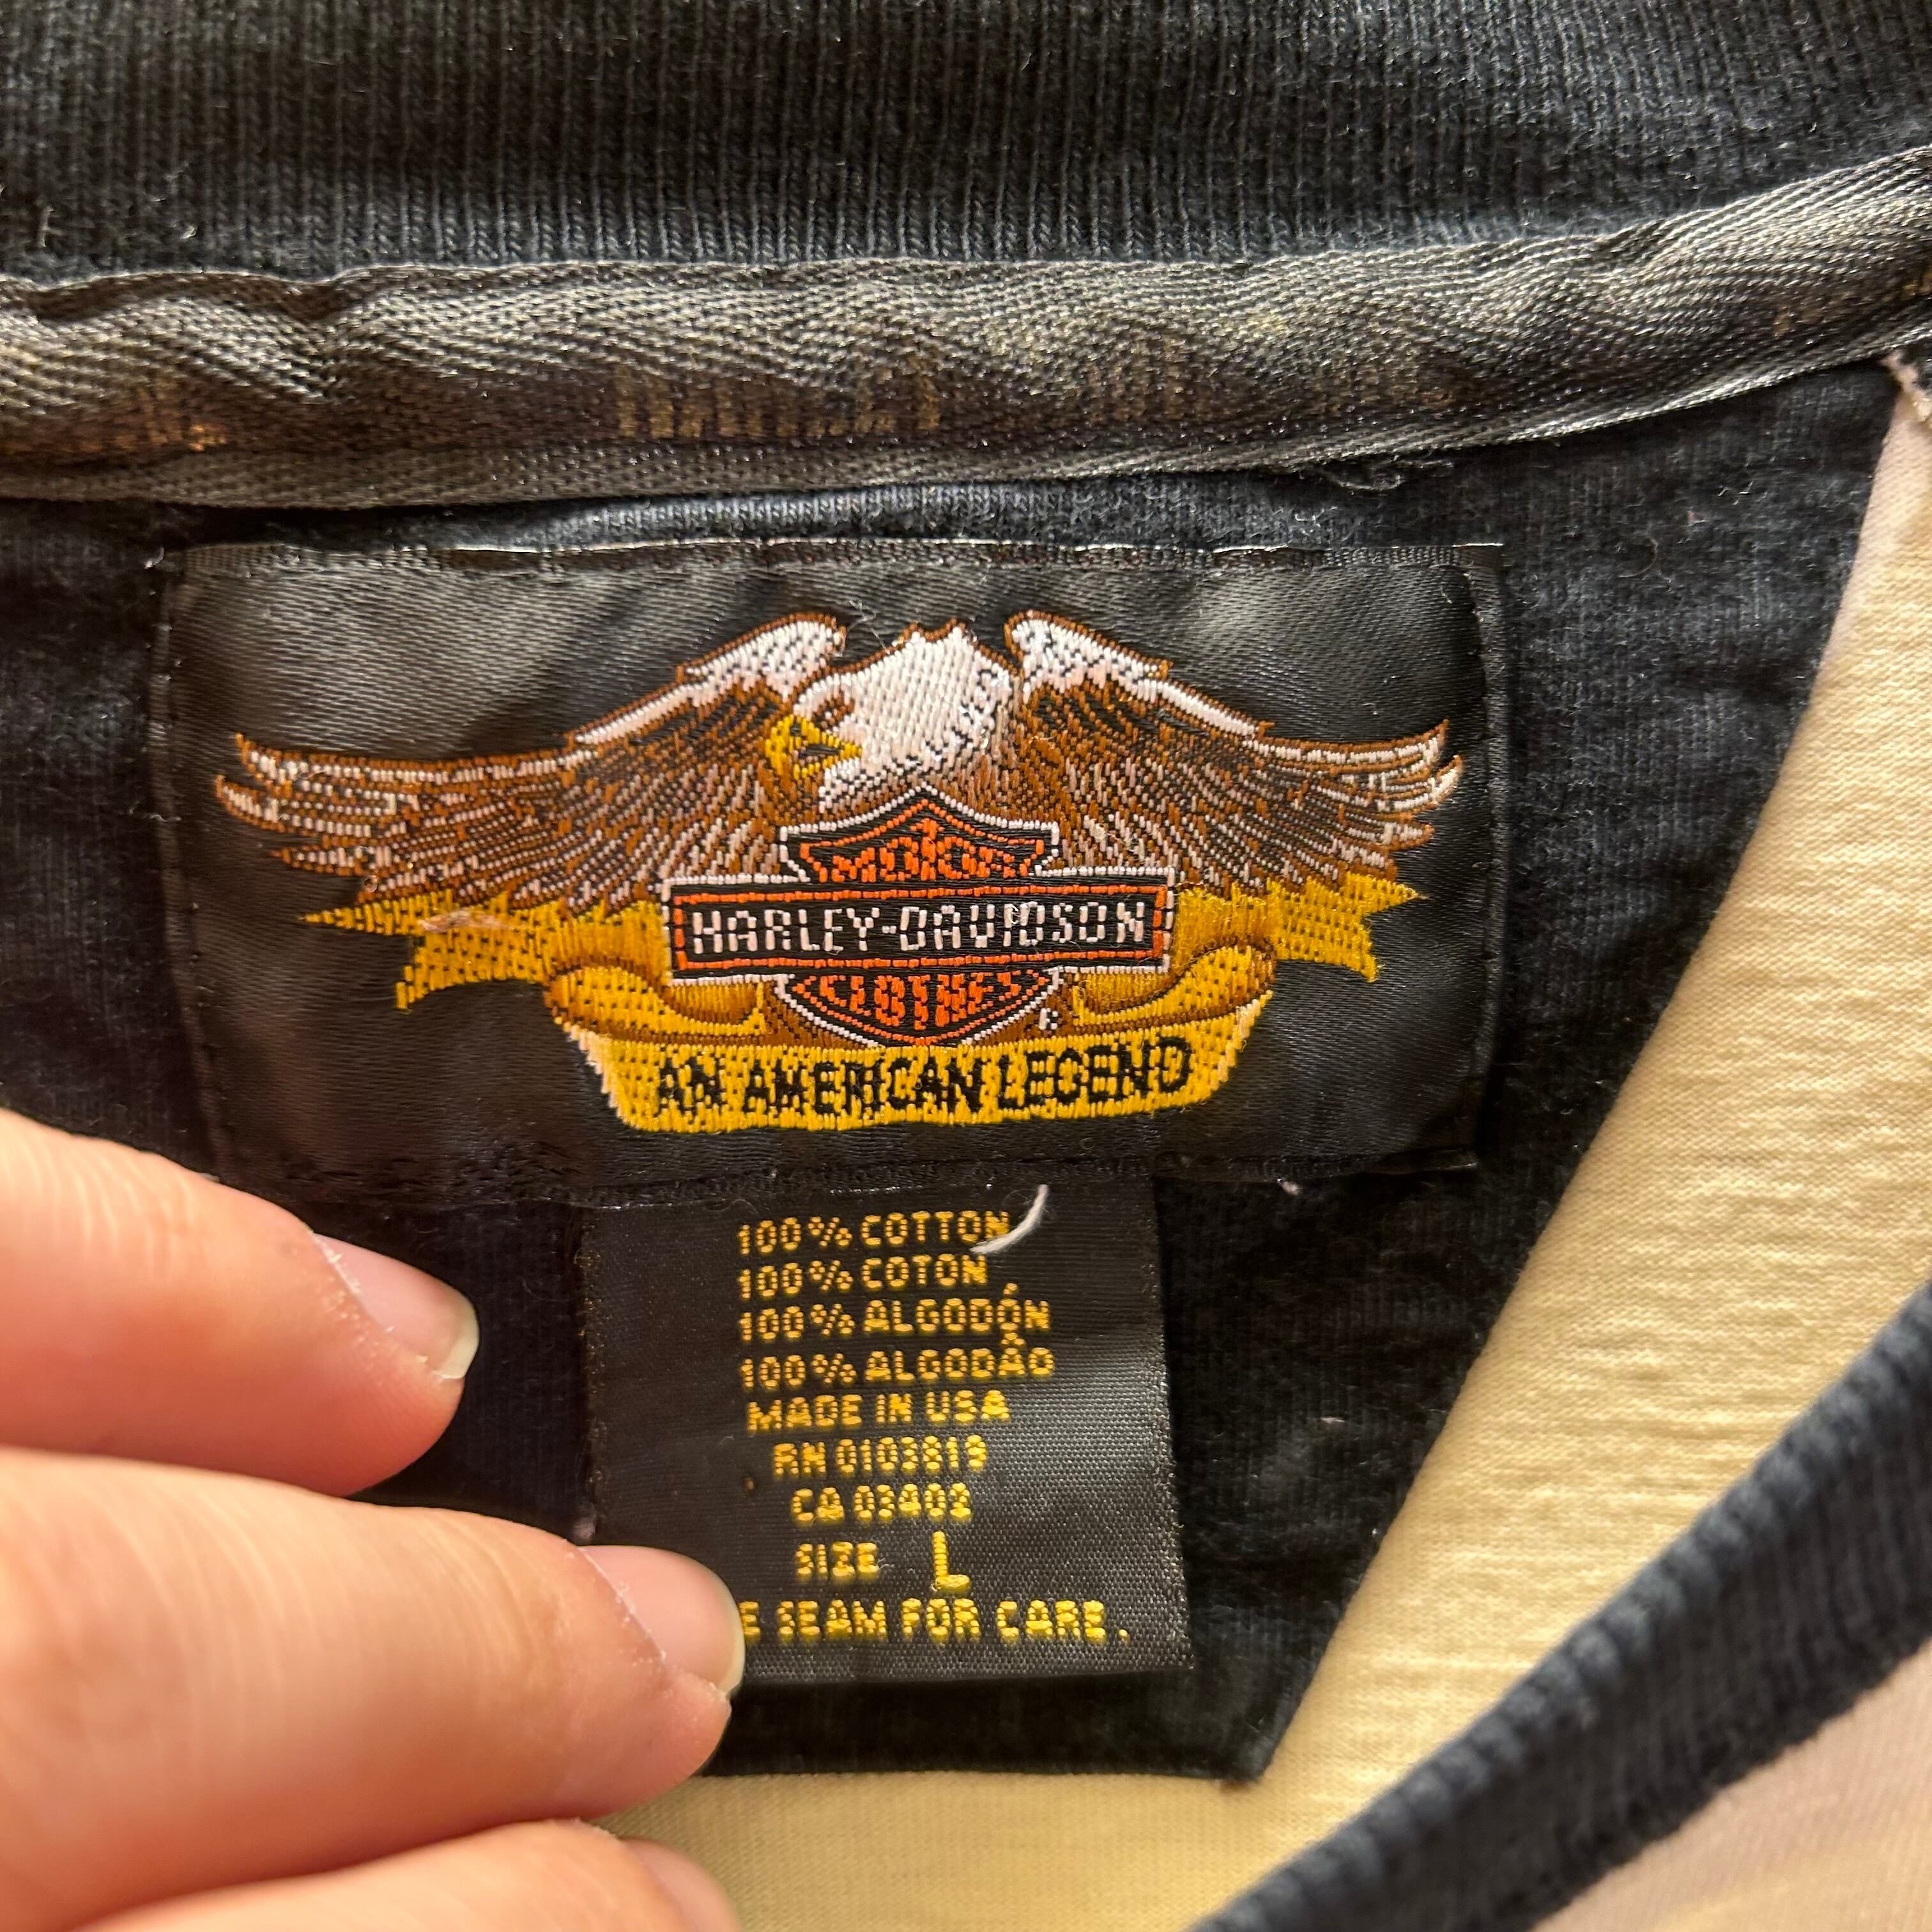 MOTOR
HARLEY-DAVIDSON
CLOTHES
®
AN AMERICAN LEGEND
100% COTTON
100% COTON
100% ALGODÓN
100% ALGODÃO
MADE IN USA
RN 0103819
CA 03402
SIZE L
SEAM FOR CARE.